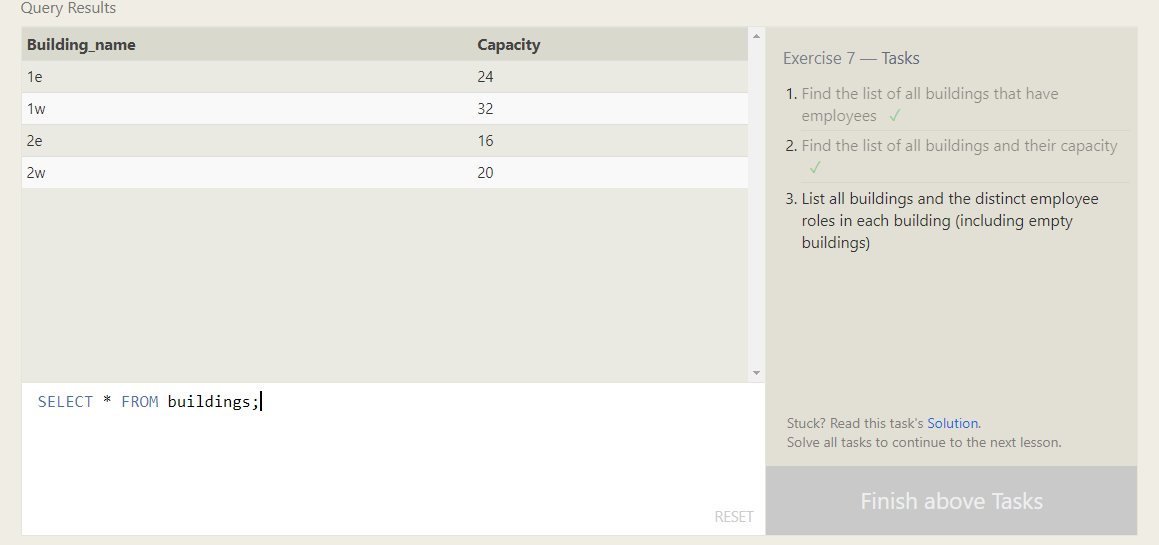 Query Results
Building_name Capacity
1e 24
1w 32
2e 16
2w 20
SELECT * FROM buildings;
RESET
Exercise 7 — Tasks
1. Find the list of all buildings that have
employees ✓
2. Find the list of all buildings and their capacity
✓
3. List all buildings and the distinct employee
roles in each building (including empty
buildings)
Stuck? Read this task's Solution.
Solve all tasks to continue to the next lesson.
Finish above Tasks